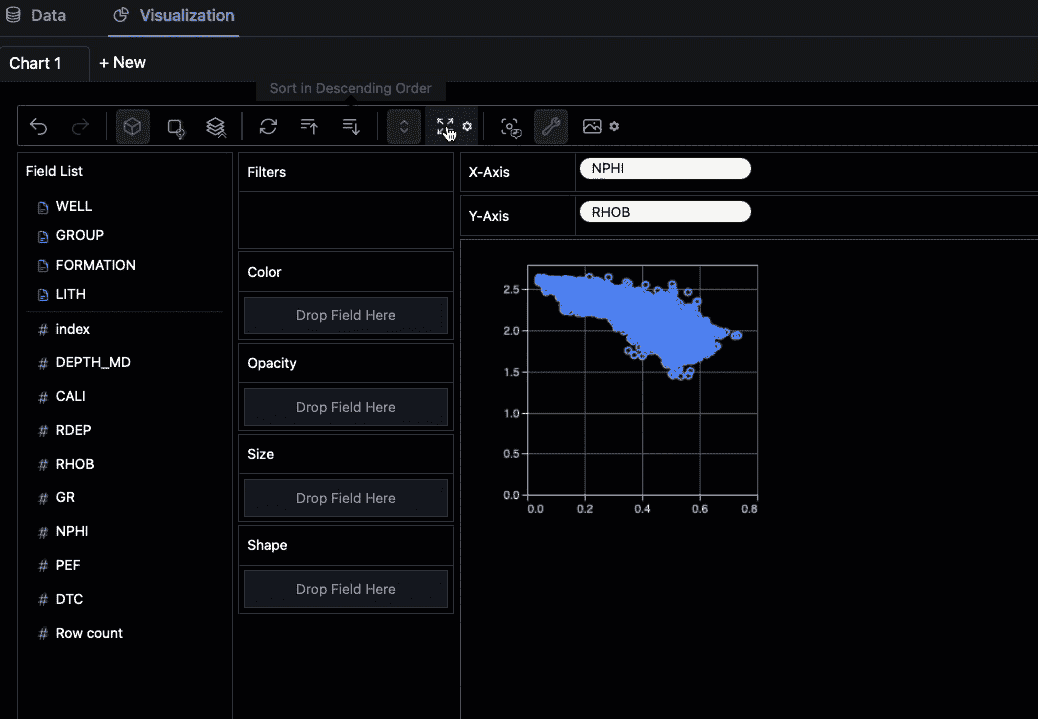 Data Visualization
Chart 1 + New
Sort in Descending Order
Field List
WELL
GROUP
FORMATION
LITH
# index
# DEPTH_MD
# CALI
# RDEP
# RHOB
# GR
# NPHI
# PEF
# DTC
# Row count
Filters
Color
Drop Field Here
Opacity
Drop Field Here
Size
Drop Field Here
Shape
Drop Field Here
X-Axis NPHI
Y-Axis RHOB
2.5
2.0
1.5
1.0
0.5
0.0
0.0 0.2 0.4 0.6 0.8